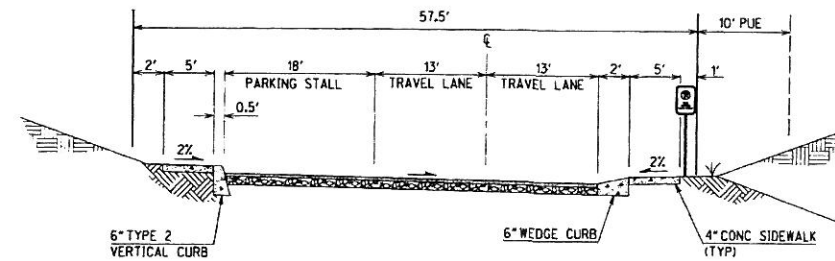 57.5'
10' PUE
℄
2' 5' 18' 13' 13' 2' 5' 1'
PARKING STALL TRAVEL LANE TRAVEL LANE
0.5'
2% 2%
6" TYPE 2
VERTICAL CURB
6" WEDGE CURB
4" CONC SIDEWALK
(TYP)